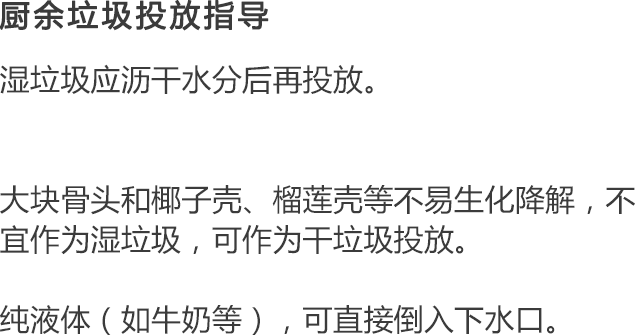 厨余垃圾投放指导
湿垃圾应沥干水分后再投放。
大块骨头和椰子壳、榴莲壳等不易生化降解，不
宜作为湿垃圾，可作为干垃圾投放。
纯液体（如牛奶等），可直接倒入下水口。